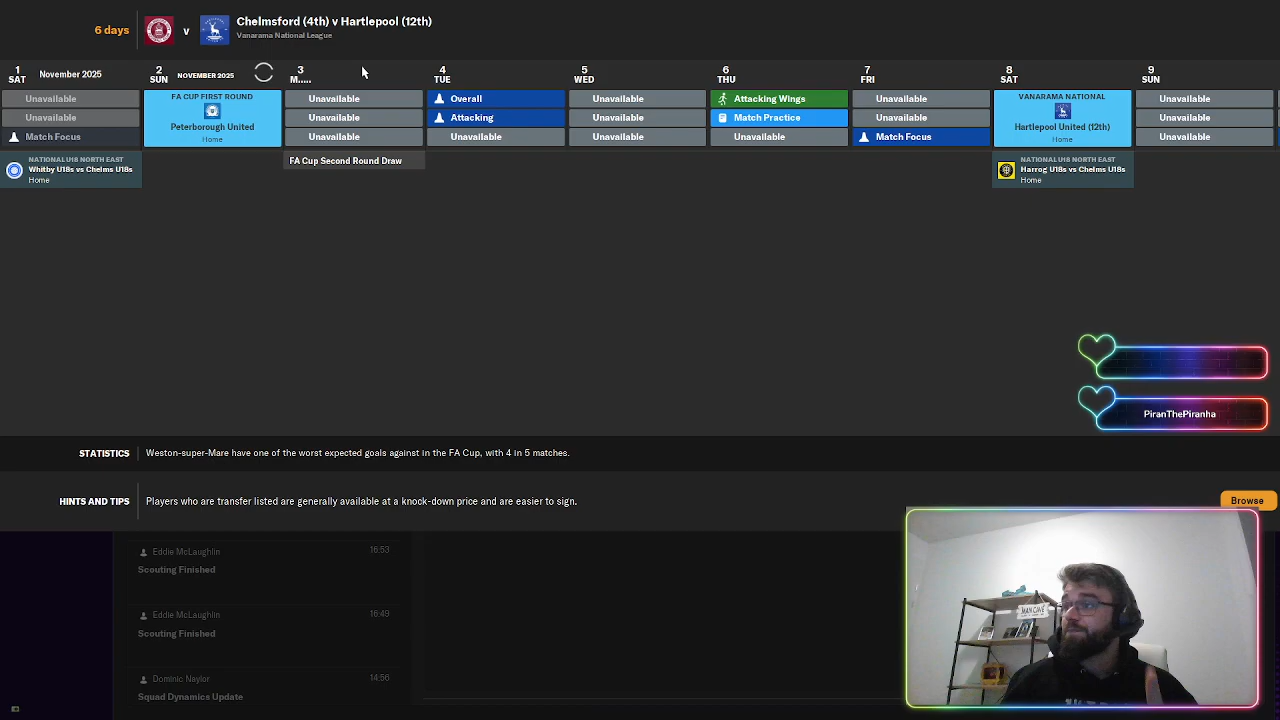 6 days
v
Chelmsford (4th) v Hartlepool (12th)
Vanarama National League
1
SAT
November 2025
2
SUN
NOVEMBER 2025
3
M.....
4
TUE
5
WED
6
THU
7
FRI
8
SAT
9
SUN
Unavailable
Unavailable
Match Focus
FA CUP FIRST ROUND
Peterborough United
Home
Unavailable
Unavailable
Unavailable
Overall
Attacking
Unavailable
Unavailable
Unavailable
Unavailable
Attacking Wings
Match Practice
Unavailable
Unavailable
Unavailable
Match Focus
VANARAMA NATIONAL
Hartlepool United (12th)
Home
Unavailable
Unavailable
Unavailable
NATIONAL U18 NORTH EAST
Whitby U18s vs Chelms U18s
Home
FA Cup Second Round Draw
NATIONAL U18 NORTH EAST
Harrog U18s vs Chelms U18s
Home
PiranThePiranha
STATISTICS
Weston-super-Mare have one of the worst expected goals against in the FA Cup, with 4 in 5 matches.
HINTS AND TIPS
Players who are transfer listed are generally available at a knock-down price and are easier to sign.
Browse
Eddie McLaughlin
16:53
Scouting Finished
Eddie McLaughlin
16:49
Scouting Finished
Dominic Naylor
14:56
Squad Dynamics Update
MAN CAVE